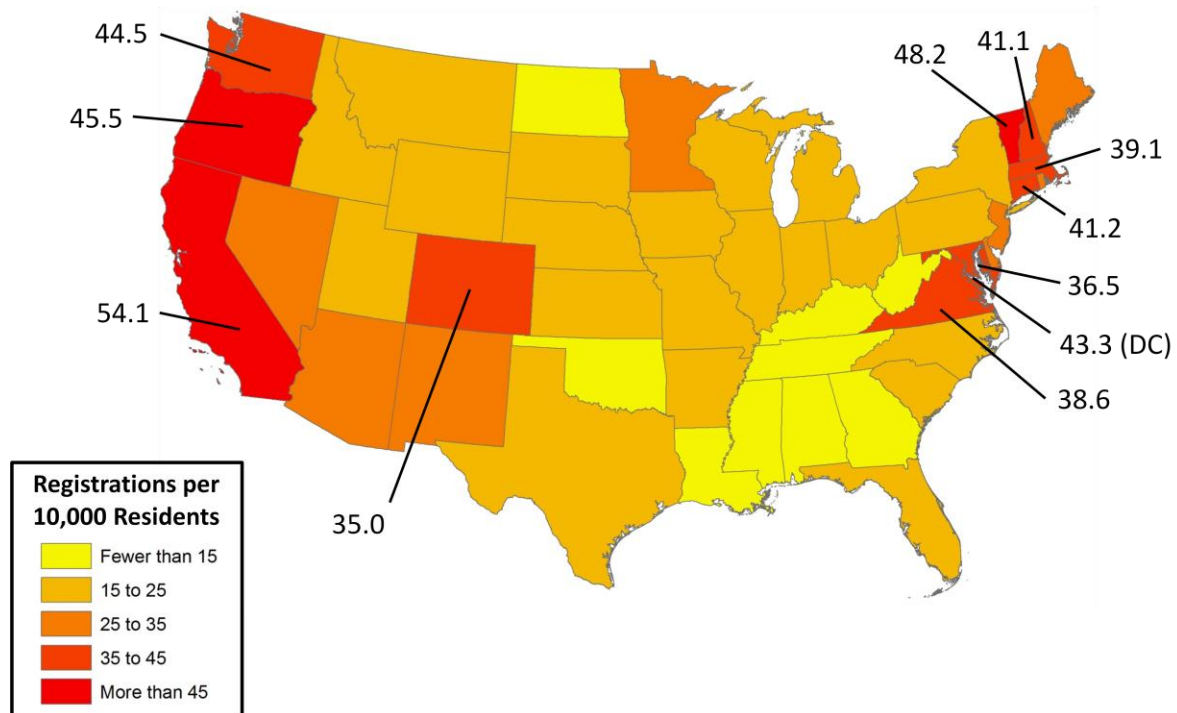 44.5
45.5
54.1
35.0
48.2
41.1
39.1
41.2
36.5
43.3 (DC)
38.6
Registrations per
10,000 Residents
Fewer than 15
15 to 25
25 to 35
35 to 45
More than 45